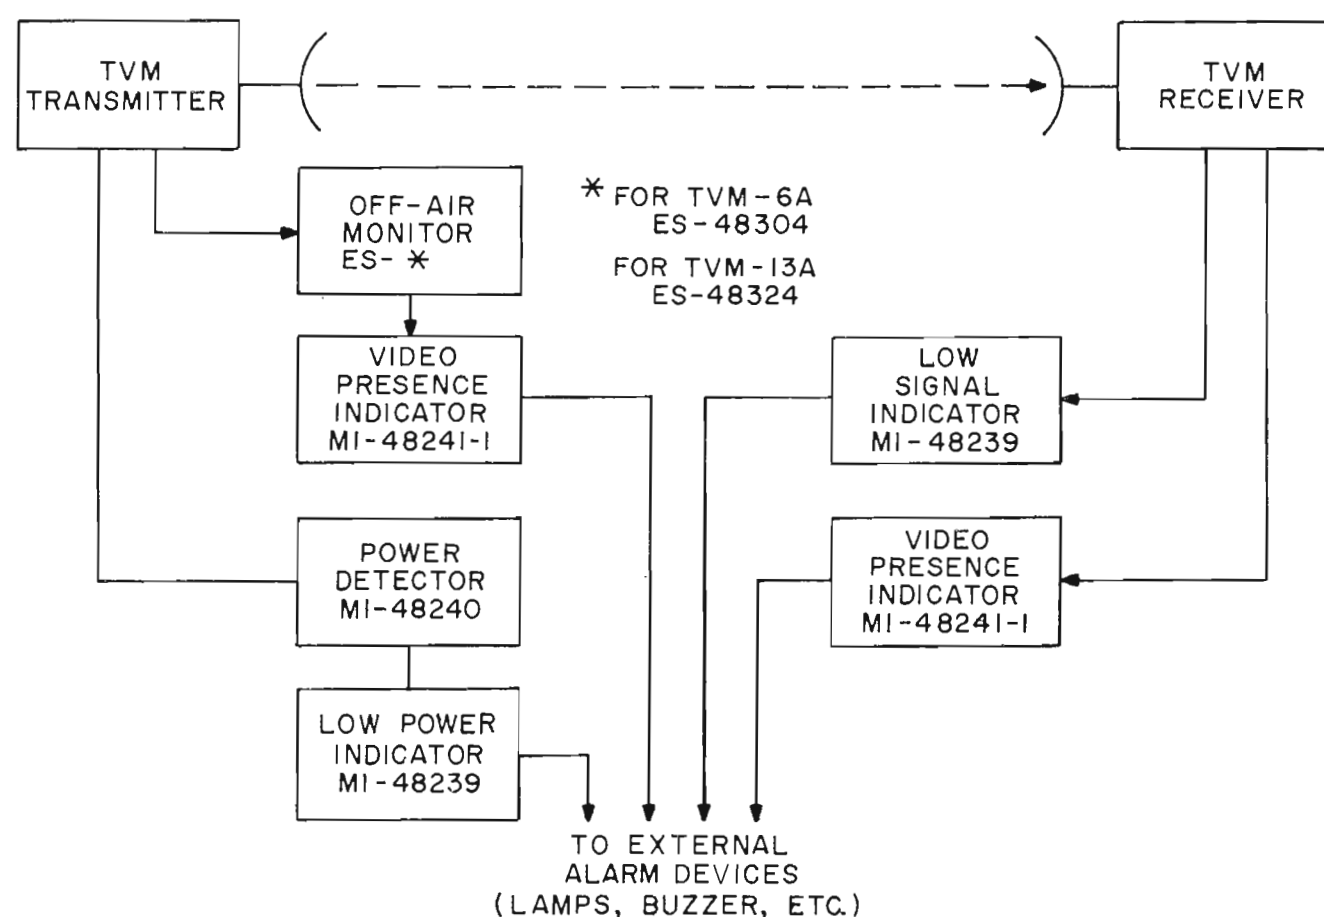 TVM
TRANSMITTER
TVM
RECEIVER
OFF-AIR
MONITOR
ES- *
* FOR TVM-6A
ES-48304
FOR TVM-13A
ES-48324
VIDEO
PRESENCE
INDICATOR
MI-48241-1
LOW
SIGNAL
INDICATOR
MI-48239
POWER
DETECTOR
MI-48240
VIDEO
PRESENCE
INDICATOR
MI-48241-1
LOW POWER
INDICATOR
MI-48239
TO EXTERNAL
ALARM DEVICES
(LAMPS, BUZZER, ETC.)